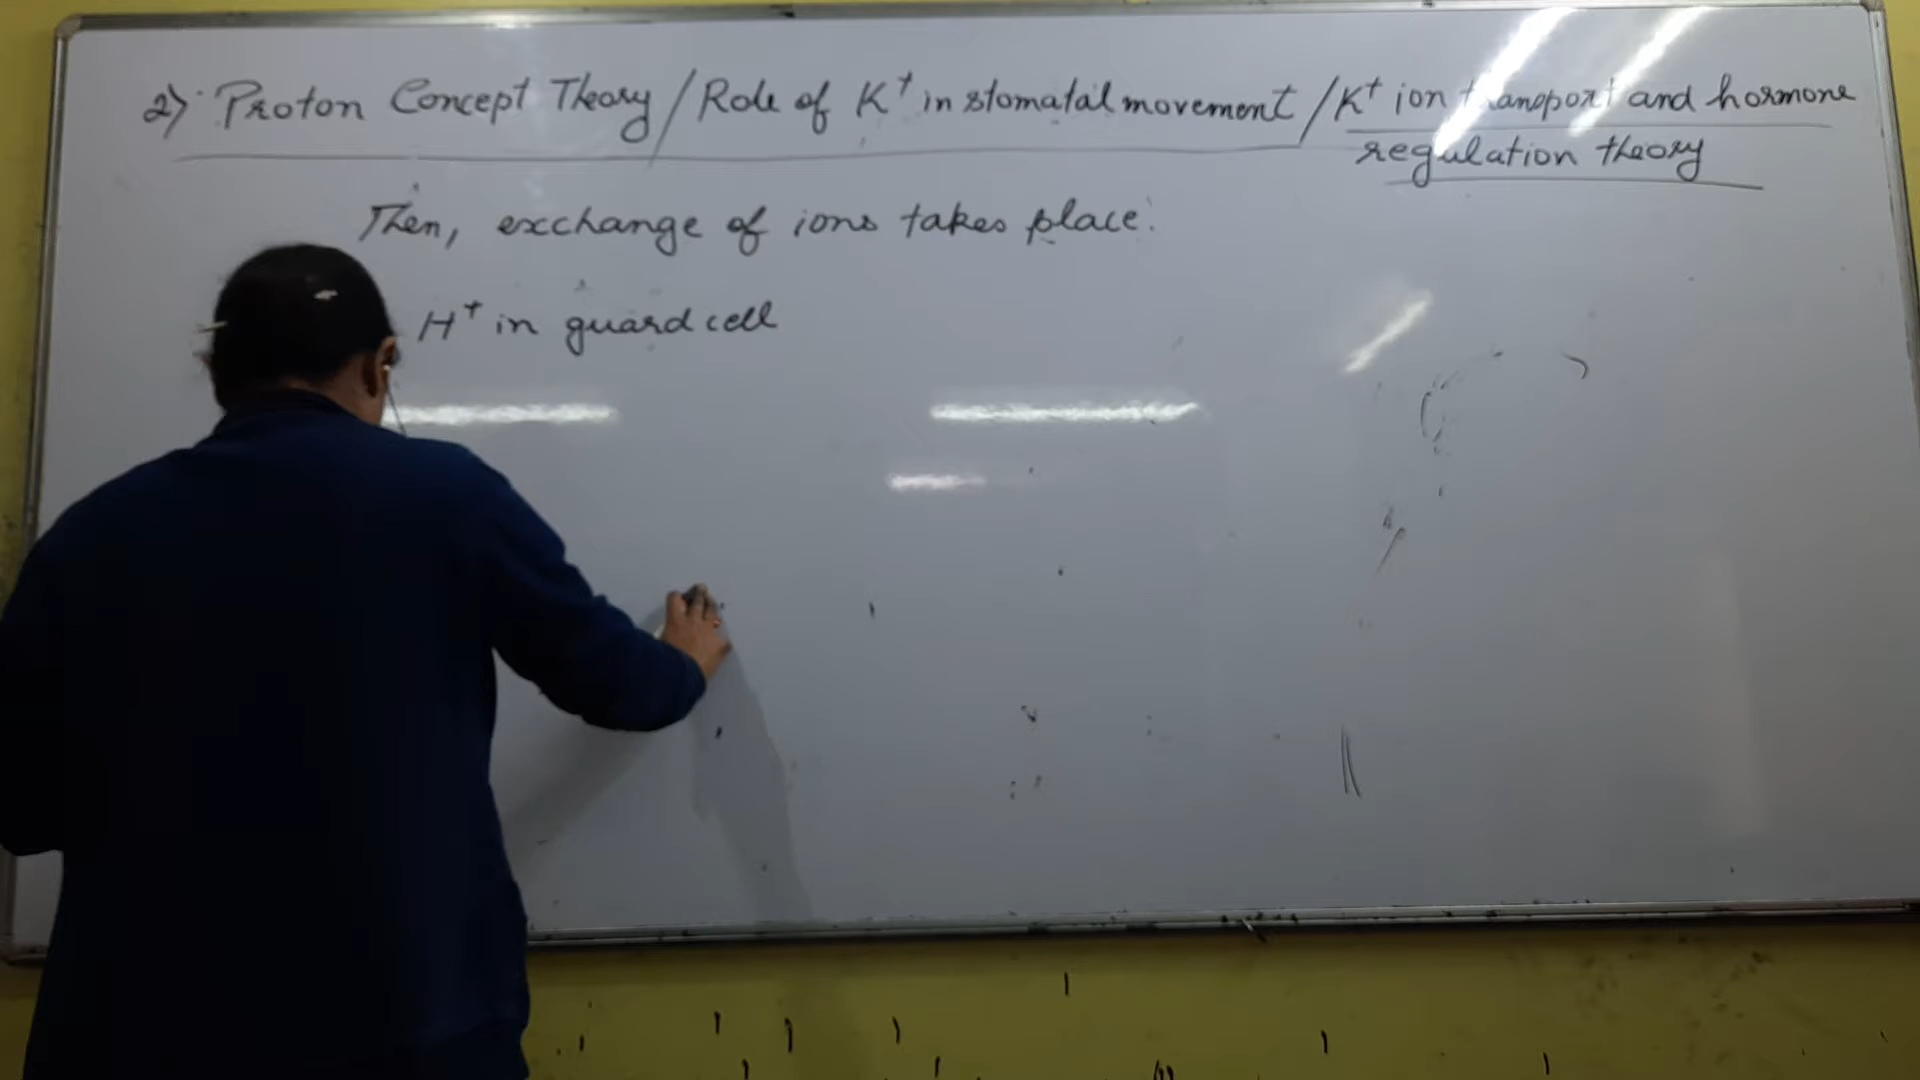 2) Proton Concept Theory / Role of K⁺ in stomatal movement / K⁺ ion transport and hormone
regulation theory
Then, exchange of ions takes place.
H⁺ in guard cell